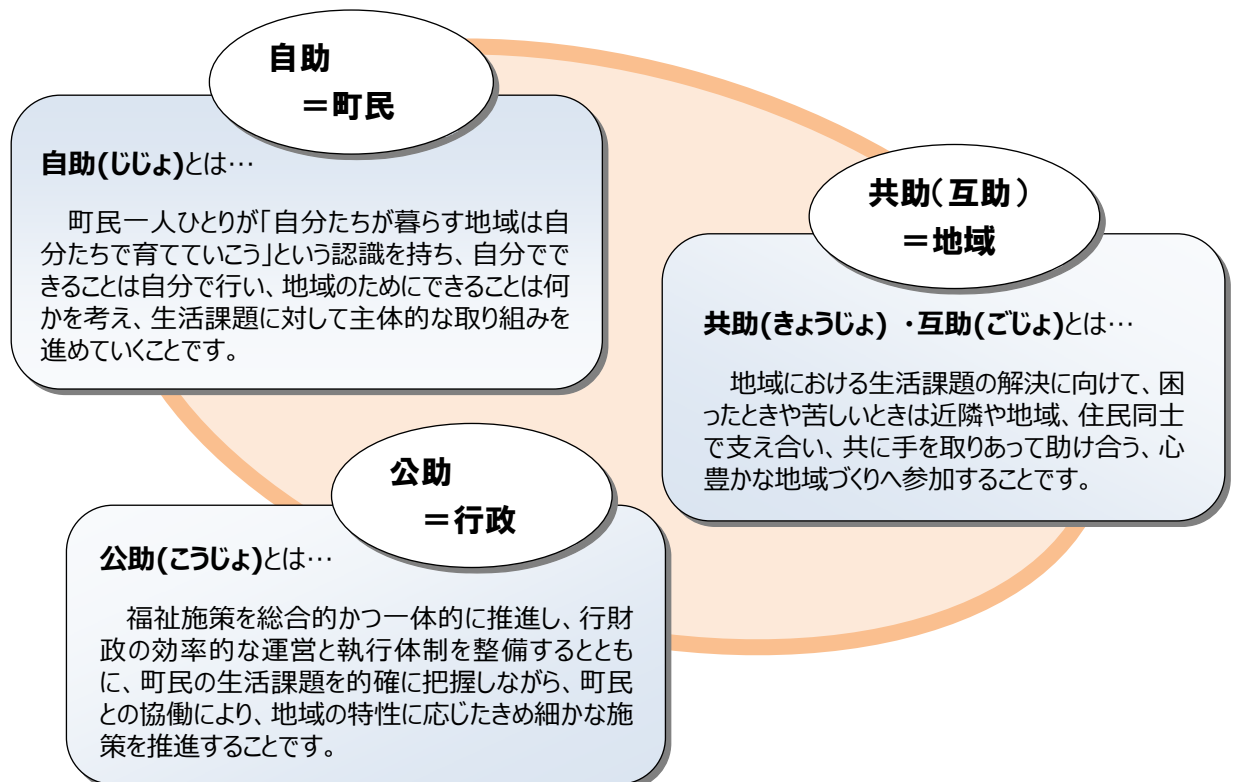 自助
＝町民
自助(じじょ)とは…
町民一人ひとりが「自分たちが暮らす地域は自
分たちで育てていこう」という認識を持ち、自分でで
きることは自分で行い、地域のためにできることは何
かを考え、生活課題に対して主体的な取り組みを
進めていくことです。
共助（互助）
＝地域
共助(きょうじょ) ・互助(ごじょ)とは…
地域における生活課題の解決に向けて、困
ったときや苦しいときは近隣や地域、住民同士
で支え合い、共に手を取りあって助け合う、心
豊かな地域づくりへ参加することです。
公助
＝行政
公助(こうじょ)とは…
福祉施策を総合的かつ一体的に推進し、行財
政の効率的な運営と執行体制を整備するととも
に、町民の生活課題を的確に把握しながら、町民
との協働により、地域の特性に応じたきめ細かな施
策を推進することです。